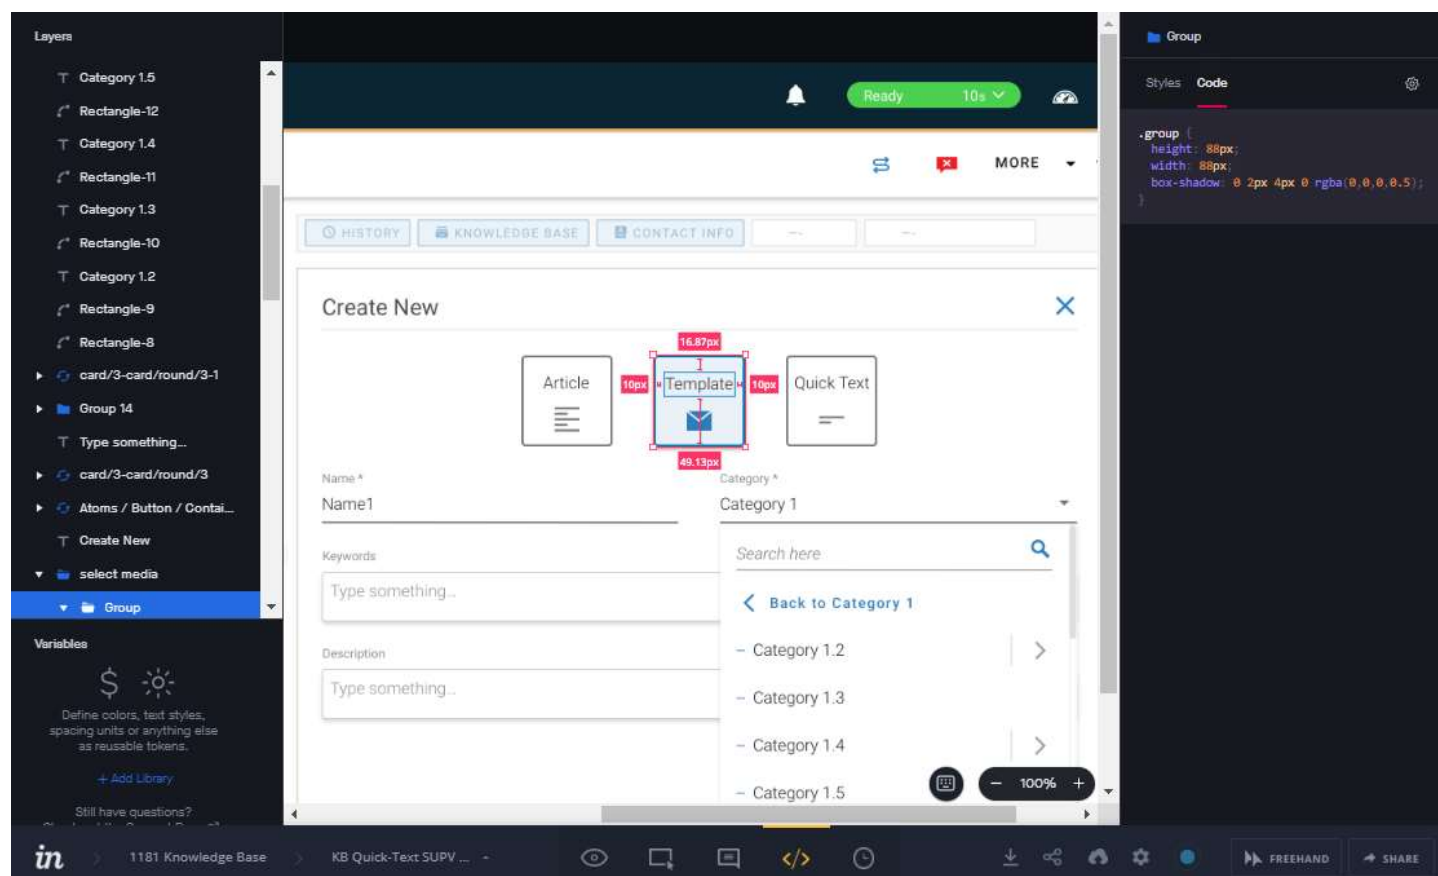 Layers
Category 1.5
Rectangle-12
Category 1.4
Rectangle-11
Category 1.3
Rectangle-10
Category 1.2
Rectangle-9
Rectangle-8
card/3-card/round/3-1
Group 14
Type something...
card/3-card/round/3
Atoms / Button / Contai...
Create New
select media
Group
Variables
Define colors, text styles,
spacing units or anything else
as reusable tokens.
+ Add Library
Still have questions?
Ready 10s
MORE
HISTORY KNOWLEDGE BASE CONTACT INFO --- ---
Create New
16.87px
Article 10px Template 10px Quick Text
49.13px
Name * Category *
Name1 Category 1
Search here
Keywords
Type something...
Back to Category 1
– Category 1.2
Description
Type something...
– Category 1.3
– Category 1.4
– Category 1.5
− 100% +
Group
Styles Code
.group {
height: 88px;
width: 88px;
box-shadow: 0 2px 4px 0 rgba(0,0,0,0.5);
}
in 1181 Knowledge Base KB Quick-Text SUPV ... </> FREEHAND SHARE